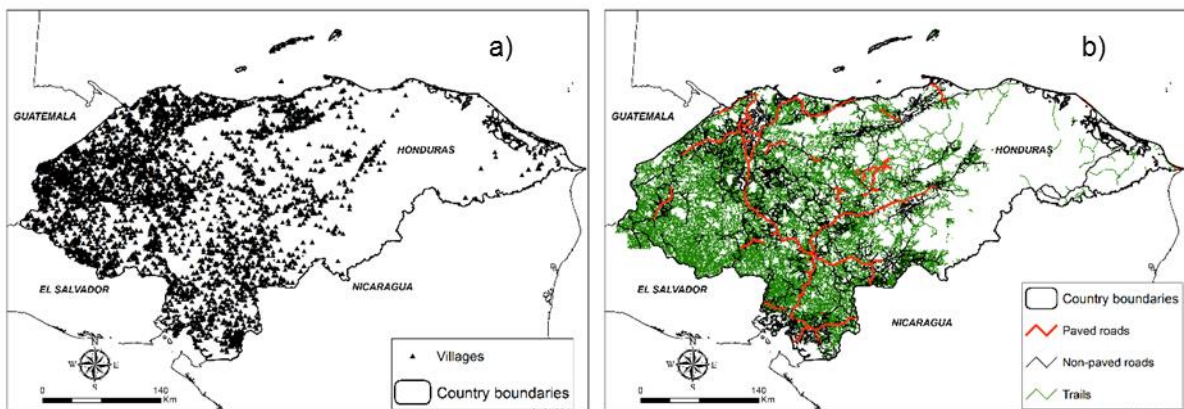 a)
GUATEMALA
HONDURAS
EL SALVADOR
NICARAGUA
N
W
E
S
0
140
Km
Villages
Country boundaries
b)
GUATEMALA
HONDURAS
EL SALVADOR
NICARAGUA
N
W
E
S
0
140
Km
Country boundaries
Paved roads
Non-paved roads
Trails